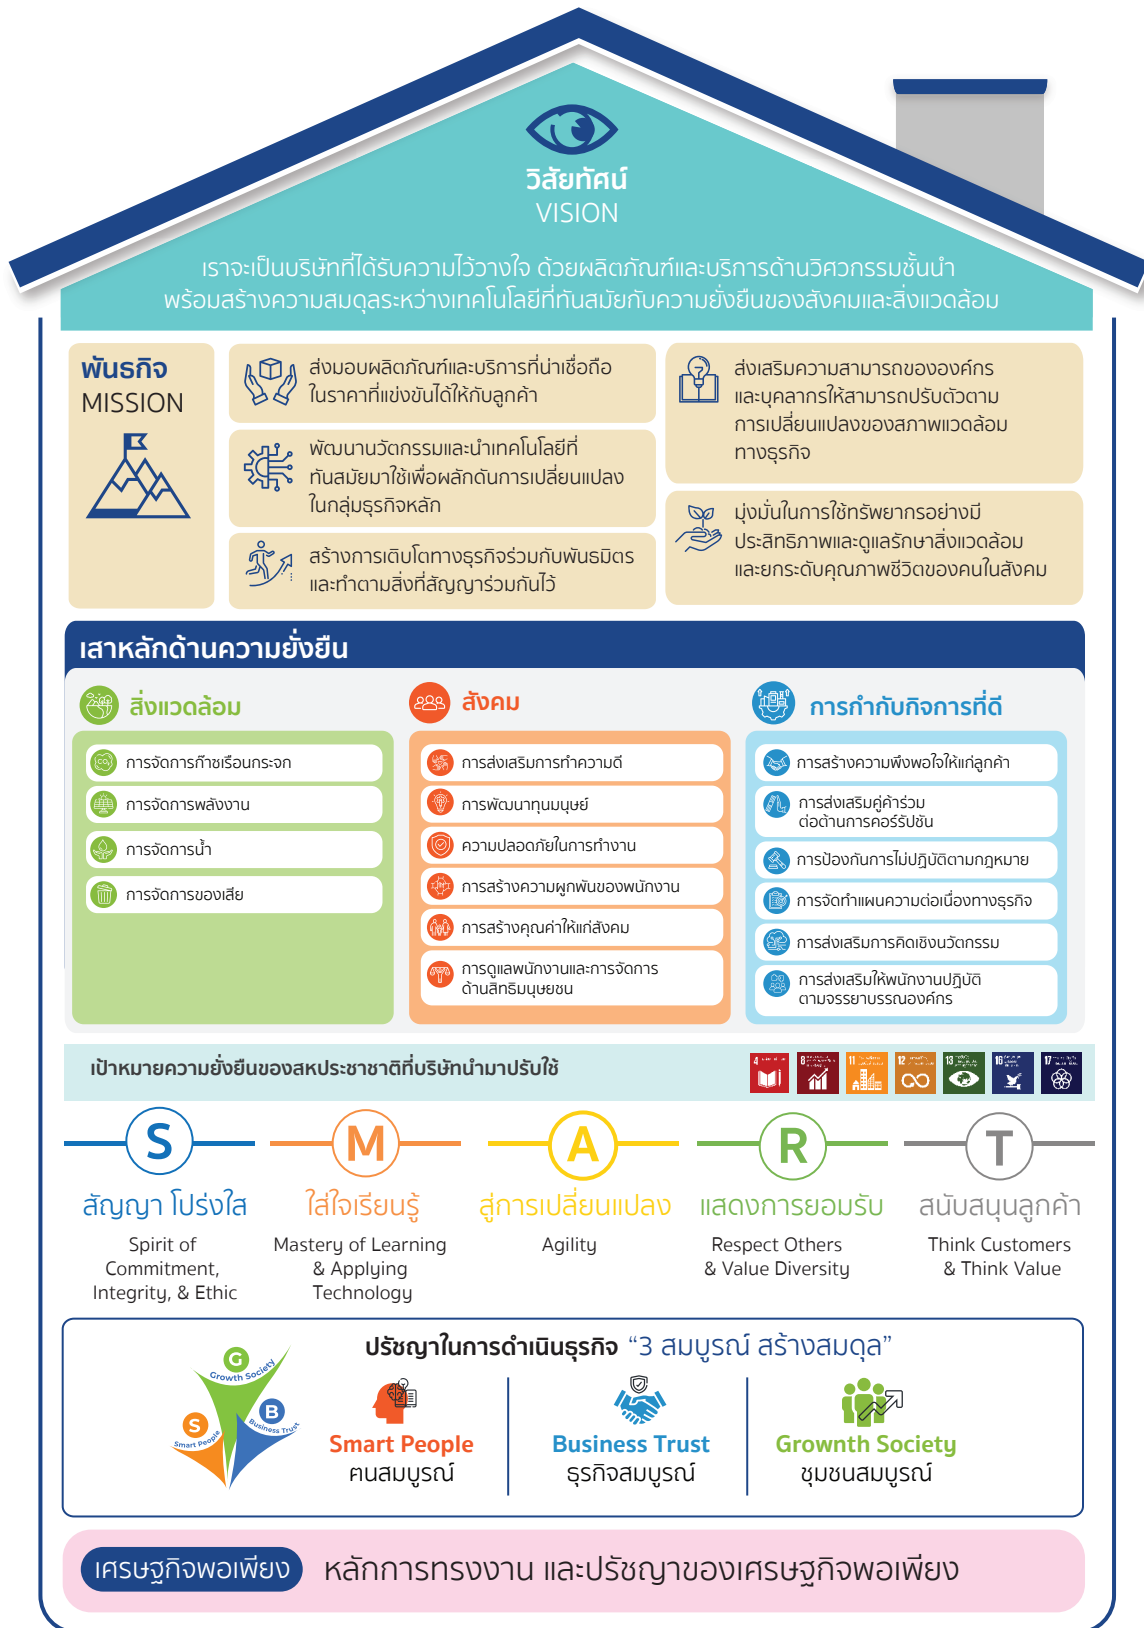 วิสัยทัศน์
VISION
เราจะเป็นบริษัทที่ได้รับความไว้วางใจ ด้วยผลิตภัณฑ์และบริการด้านวิศวกรรมชั้นนำ
พร้อมสร้างความสมดุลระหว่างเทคโนโลยีที่ทันสมัยกับความยั่งยืนของสังคมและสิ่งแวดล้อม
พันธกิจ
MISSION
ส่งมอบผลิตภัณฑ์และบริการที่น่าเชื่อถือ
ในราคาที่แข่งขันได้ให้กับลูกค้า
พัฒนานวัตกรรมและนำเทคโนโลยีที่
ทันสมัยมาใช้เพื่อผลักดันการเปลี่ยนแปลง
ในกลุ่มธุรกิจหลัก
สร้างการเติบโตทางธุรกิจร่วมกับพันธมิตร
และทำตามสิ่งที่สัญญาร่วมกันไว้
ส่งเสริมความสามารถขององค์กร
และบุคลากรให้สามารถปรับตัวตาม
การเปลี่ยนแปลงของสภาพแวดล้อม
ทางธุรกิจ
มุ่งมั่นในการใช้ทรัพยากรอย่างมี
ประสิทธิภาพและดูแลรักษาสิ่งแวดล้อม
และยกระดับคุณภาพชีวิตของคนในสังคม
เสาหลักด้านความยั่งยืน
สิ่งแวดล้อม
การจัดการก๊าซเรือนกระจก
การจัดการพลังงาน
การจัดการน้ำ
การจัดการของเสีย
สังคม
การส่งเสริมการทำความดี
การพัฒนาทุนมนุษย์
ความปลอดภัยในการทำงาน
การสร้างความผูกพันของพนักงาน
การสร้างคุณค่าให้แก่สังคม
การดูแลพนักงานและการจัดการ
ด้านสิทธิมนุษยชน
การกำกับกิจการที่ดี
การสร้างความพึงพอใจให้แก่ลูกค้า
การส่งเสริมคู่ค้าร่วม
ต่อต้านการคอร์รัปชัน
การป้องกันการไม่ปฏิบัติตามกฎหมาย
การจัดทำแผนความต่อเนื่องทางธุรกิจ
การส่งเสริมการคิดเชิงนวัตกรรม
การส่งเสริมให้พนักงานปฏิบัติ
ตามจรรยาบรรณองค์กร
เป้าหมายความยั่งยืนของสหประชาชาติที่บริษัทนำมาปรับใช้
4 8 11 12 13 16 17
S
สัญญา โปร่งใส
Spirit of
Commitment,
Integrity, & Ethic
M
ใส่ใจเรียนรู้
Mastery of Learning
& Applying
Technology
A
สู่การเปลี่ยนแปลง
Agility
R
แสดงการยอมรับ
Respect Others
& Value Diversity
T
สนับสนุนลูกค้า
Think Customers
& Think Value
ปรัชญาในการดำเนินธุรกิจ “3 สมบูรณ์ สร้างสมดุล”
G
Growth Society
S
Smart People
B
Business Trust
Smart People
ฅนสมบูรณ์
Business Trust
ธุรกิจสมบูรณ์
Grownth Society
ชุมชนสมบูรณ์
เศรษฐกิจพอเพียง
หลักการทรงงาน และปรัชญาของเศรษฐกิจพอเพียง